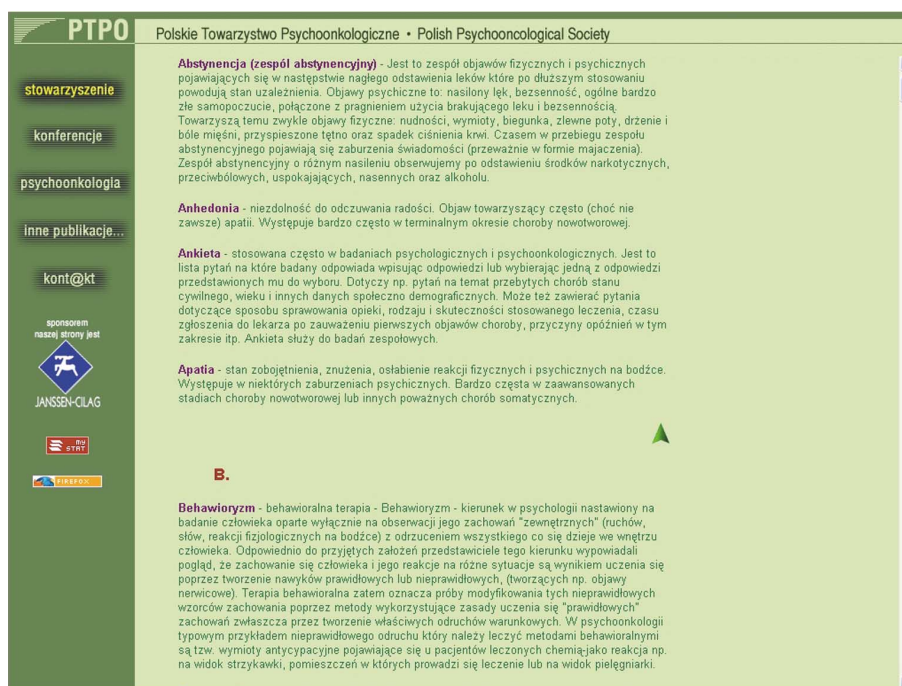 PTPO
Polskie Towarzystwo Psychoonkologiczne • Polish Psychooncological Society
stowarzyszenie
konferencje
psychoonkologia
inne publikacje...
kont@kt
sponsorem
naszej strony jest
JANSSEN-CILAG
my
STAT
FIREFOX
Abstynencja (zespól abstynencyjny) - Jest to zespół objawów fizycznych i psychicznych
pojawiających się w następstwie nagłego odstawienia leków które po dłuższym stosowaniu
powodują stan uzależnienia. Objawy psychiczne to: nasilony lęk, bezsenność, ogólne bardzo
złe samopoczucie, połączone z pragnieniem użycia brakującego leku i bezsennością.
Towarzyszą temu zwykle objawy fizyczne: nudności, wymioty, biegunka, zlewne poty, drżenie i
bóle mięśni, przyspieszone tętno oraz spadek ciśnienia krwi. Czasem w przebiegu zespołu
abstynencyjnego pojawiają się zaburzenia świadomości (przeważnie w formie majaczenia).
Zespół abstynencyjny o różnym nasileniu obserwujemy po odstawieniu środków narkotycznych,
przeciwbólowych, uspokajających, nasennych oraz alkoholu.
Anhedonia - niezdolność do odczuwania radości. Objaw towarzyszący często (choć nie
zawsze) apatii. Występuje bardzo często w terminalnym okresie choroby nowotworowej.
Ankieta - stosowana często w badaniach psychologicznych i psychoonkologicznych. Jest to
lista pytań na które badany odpowiada wpisując odpowiedzi lub wybierając jedną z odpowiedzi
przedstawionych mu do wyboru. Dotyczy np. pytań na temat przebytych chorób stanu
cywilnego, wieku i innych danych społeczno demograficznych. Może też zawierać pytania
dotyczące sposobu sprawowania opieki, rodzaju i skuteczności stosowanego leczenia, czasu
zgłoszenia do lekarza po zauważeniu pierwszych objawów choroby, przyczyny opóźnień w tym
zakresie itp. Ankieta służy do badań zespołowych.
Apatia - stan zobojętnienia, znużenia, osłabienie reakcji fizycznych i psychicznych na bodźce.
Występuje w niektórych zaburzeniach psychicznych. Bardzo częsta w zaawansowanych
stadiach choroby nowotworowej lub innych poważnych chorób somatycznych.
B.
Behawioryzm - behawioralna terapia - Behawioryzm - kierunek w psychologii nastawiony na
badanie człowieka oparte wyłącznie na obserwacji jego zachowań "zewnętrznych" (ruchów,
słów, reakcji fizjologicznych na bodźce) z odrzuceniem wszystkiego co się dzieje we wnętrzu
człowieka. Odpowiednio do przyjętych założeń przedstawiciele tego kierunku wypowiadali
pogląd, że zachowanie się człowieka i jego reakcje na różne sytuacje są wynikiem uczenia się
poprzez tworzenie nawyków prawidłowych lub nieprawidłowych, (tworzących np. objawy
nerwicowe). Terapia behawioralna zatem oznacza próby modyfikowania tych nieprawidłowych
wzorców zachowania poprzez metody wykorzystujące zasady uczenia się "prawidłowych"
zachowań zwłaszcza przez tworzenie właściwych odruchów warunkowych. W psychoonkologii
typowym przykładem nieprawidłowego odruchu który należy leczyć metodami behawioralnymi
są tzw. wymioty antycypacyjne pojawiające się u pacjentów leczonych chemią-jako reakcja np.
na widok strzykawki, pomieszczeń w których prowadzi się leczenie lub na widok pielęgniarki.